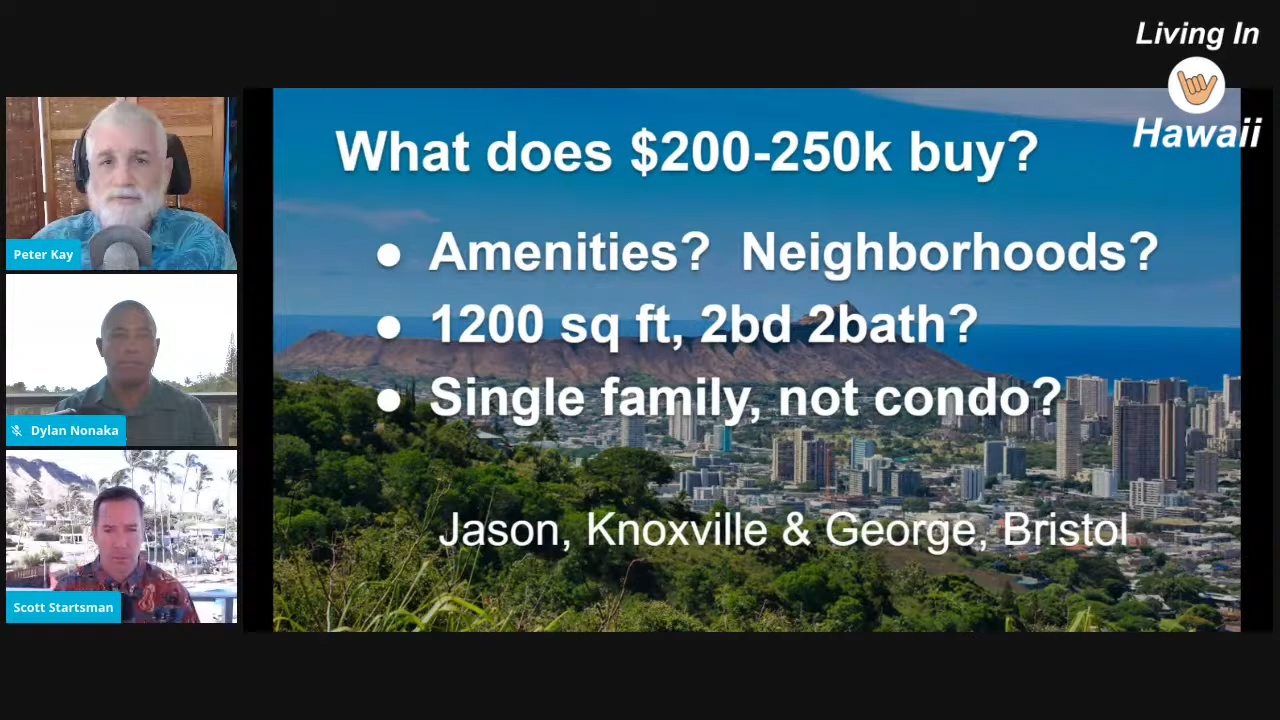 Living In
Hawaii
What does $200-250k buy?
● Amenities? Neighborhoods?
● 1200 sq ft, 2bd 2bath?
● Single family, not condo?
Jason, Knoxville & George, Bristol
Peter Kay
Dylan Nonaka
Scott Startsman